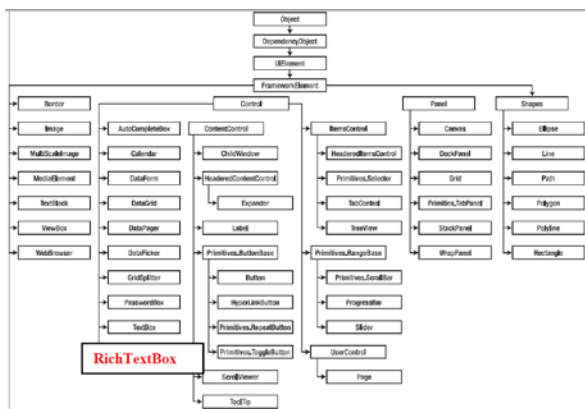 Object
DependencyObject
UIElement
FrameworkElement
Border
Control
Panel
Shapes
Image
AutoCompleteBox
ContentControl
ItemsControl
Canvas
Ellipse
MultiScaleImage
Calendar
ChildWindow
HeaderedItemsControl
DockPanel
Line
MediaElement
DataForm
HeaderedContentControl
Primitives.Selector
Grid
Path
TextBlock
DataGrid
Expander
TabControl
Primities.TabPanel
Polygon
ViewBox
DataPager
Label
TreeView
StackPanel
Polyline
WebBrowser
DatePicker
Primitives.ButtonBase
Primitives.RangeBase
WrapPanel
Rectangle
GridSplitter
Button
Primitives.ScrollBar
PasswordBox
HyperLinkButton
ProgressBar
TextBox
Primitives.RepeatButton
Slider
RichTextBox
Primitives.ToggleButton
UserControl
ScrollViewer
Page
ToolTip